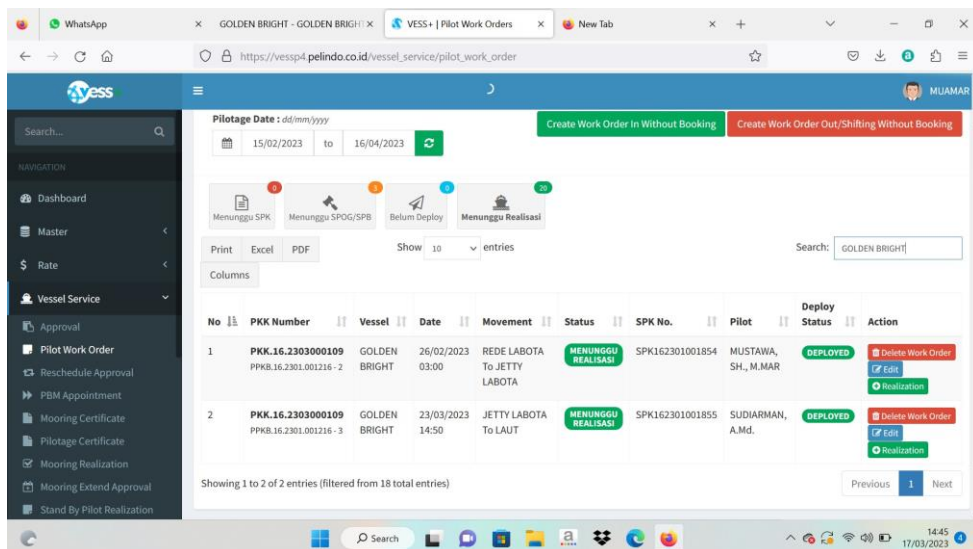 WhatsApp
GOLDEN BRIGHT - GOLDEN BRIGHT
VESS+ | Pilot Work Orders
New Tab
https://vessp4.pelindo.co.id/vessel_service/pilot_work_order
vess
MUAMAR
Search...
NAVIGATION
Dashboard
Master
$ Rate
Vessel Service
Approval
Pilot Work Order
Reschedule Approval
PBM Appointment
Mooring Certificate
Pilotage Certificate
Mooring Realization
Mooring Extend Approval
Stand By Pilot Realization
Pilotage Date : dd/mm/yyyy
15/02/2023 to 16/04/2023
Create Work Order In Without Booking Create Work Order Out/Shifting Without Booking
0 3 0 20
Menunggu SPK Menunggu SPOG/SPB Belum Deploy Menunggu Realisasi
Print Excel PDF
Columns
Show 10 entries
Search: GOLDEN BRIGHT
No PKK Number Vessel Date Movement Status SPK No. Pilot Deploy Status Action
1 PKK.16.2303000109 GOLDEN 26/02/2023 REDE LABOTA MENUNGGU SPK162301001854 MUSTAWA, DEPLOYED Delete Work Order
PPKB.16.2301.001216 - 2 BRIGHT 03:00 To JETTY REALISASI SH., M.MAR Edit
LABOTA Realization
2 PKK.16.2303000109 GOLDEN 23/03/2023 JETTY LABOTA MENUNGGU SPK162301001855 SUDIARMAN, DEPLOYED Delete Work Order
PPKB.16.2301.001216 - 3 BRIGHT 14:50 To LAUT REALISASI A.Md. Edit
Realization
Showing 1 to 2 of 2 entries (filtered from 18 total entries)
Previous 1 Next
Search
14:45
17/03/2023